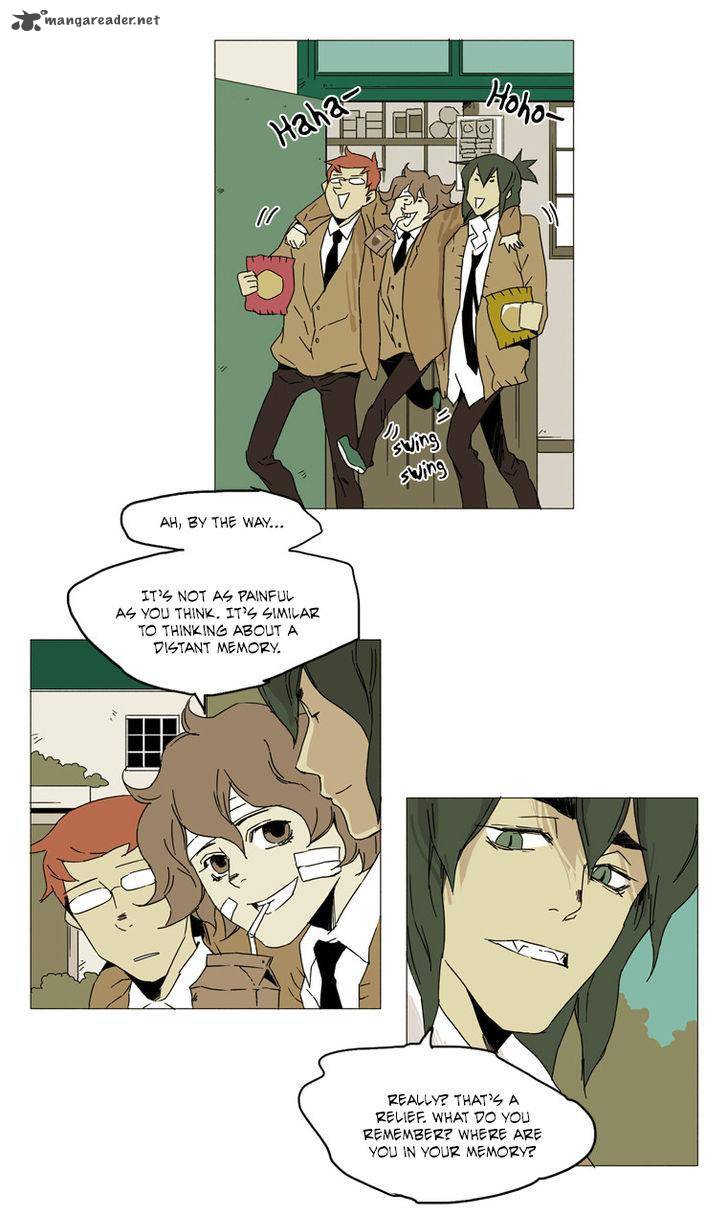 mangareader.net
Haha-
Hoho-
swing
swing
AH, BY THE WAY...
IT'S NOT AS PAINFUL
AS YOU THINK. IT'S SIMILAR
TO THINKING ABOUT A
DISTANT MEMORY.
REALLY? THAT'S A
RELIEF. WHAT DO YOU
REMEMBER? WHERE ARE
YOU IN YOUR MEMORY?